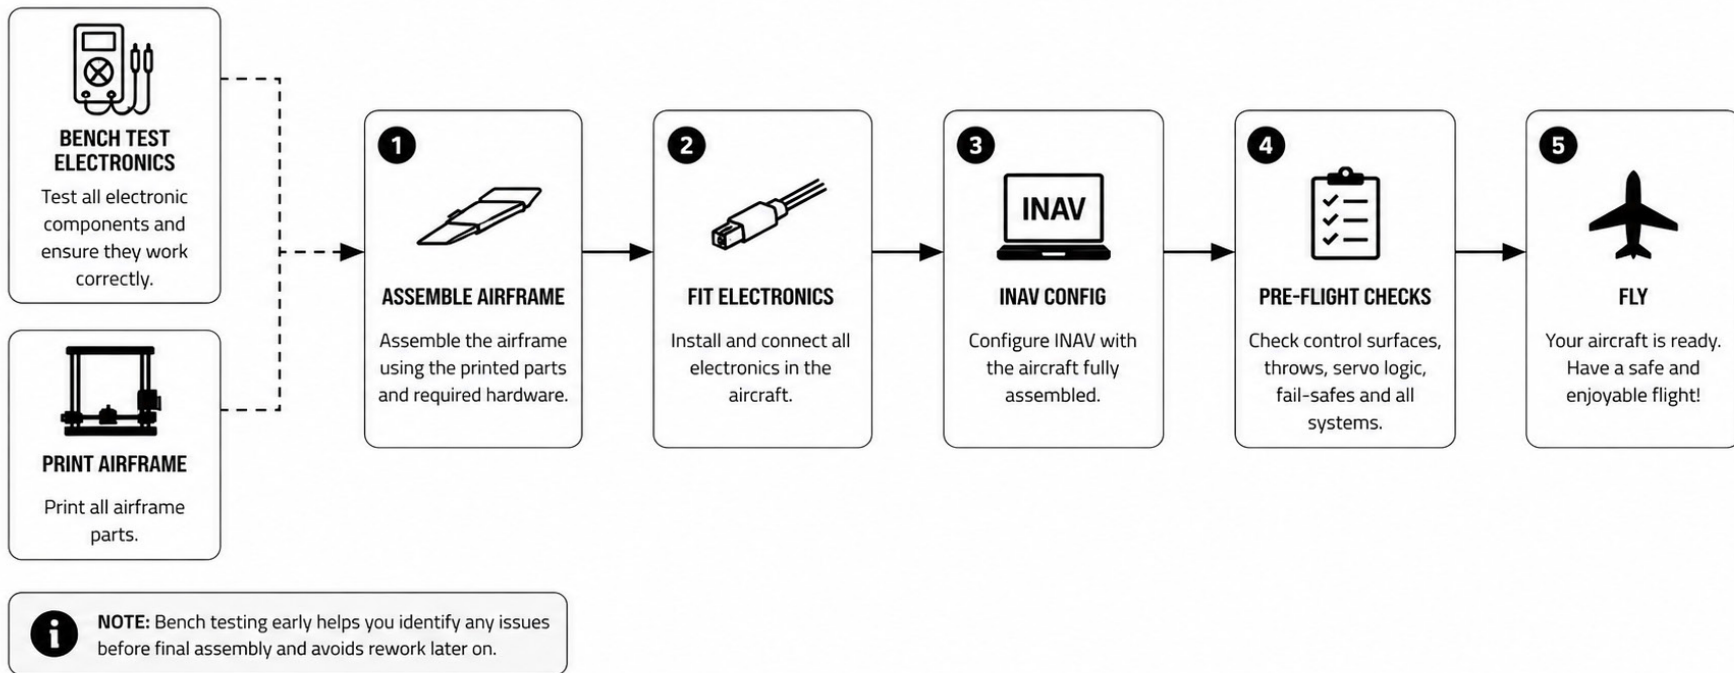 BENCH TEST
ELECTRONICS
Test all electronic
components and
ensure they work
correctly.
PRINT AIRFRAME
Print all airframe
parts.
1
ASSEMBLE AIRFRAME
Assemble the airframe
using the printed parts
and required hardware.
2
FIT ELECTRONICS
Install and connect all
electronics in the
aircraft.
3
INAV
INAV CONFIG
Configure INAV with
the aircraft fully
assembled.
4
PRE-FLIGHT CHECKS
Check control surfaces,
throws, servo logic,
fail-safes and all
systems.
5
FLY
Your aircraft is ready.
Have a safe and
enjoyable flight!
i
NOTE: Bench testing early helps you identify any issues
before final assembly and avoids rework later on.